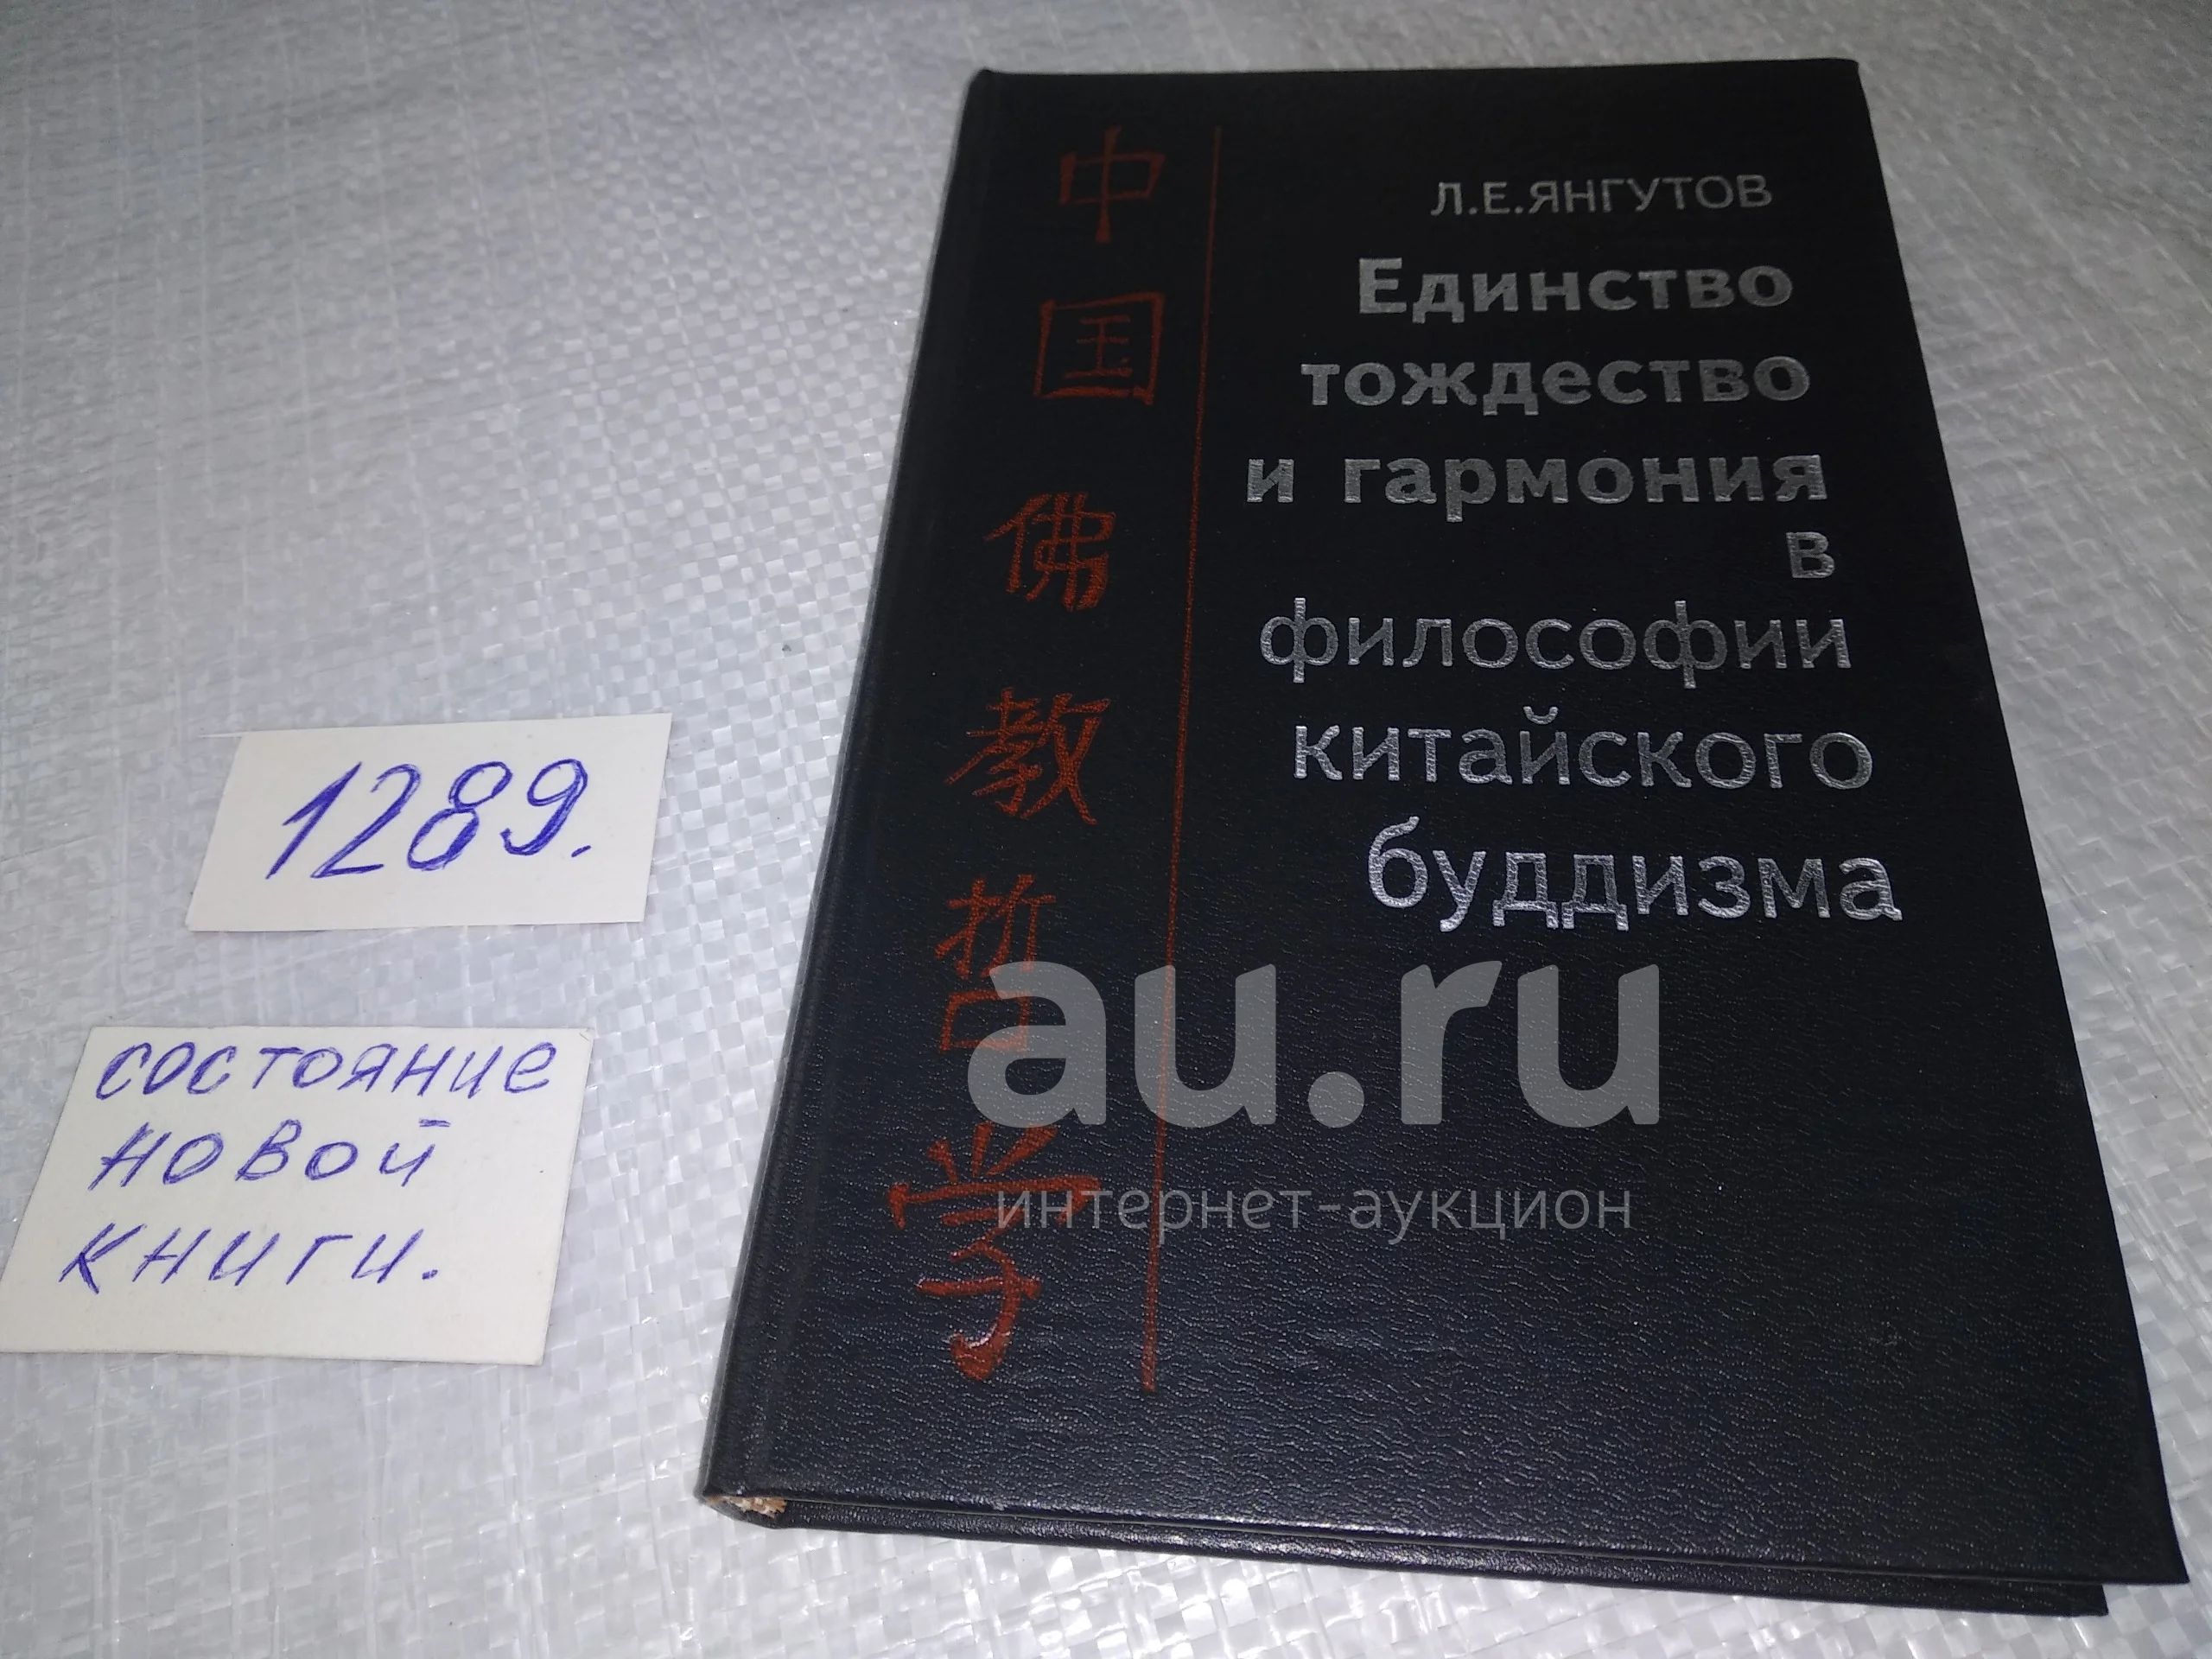 中国佛教哲学
Л.Е.ЯНГУТОВ
Единство
тождество
и гармония
в
философии
китайского
буддизма
1289.
состояние
новой
книги.
au.ru
интернет-аукцион